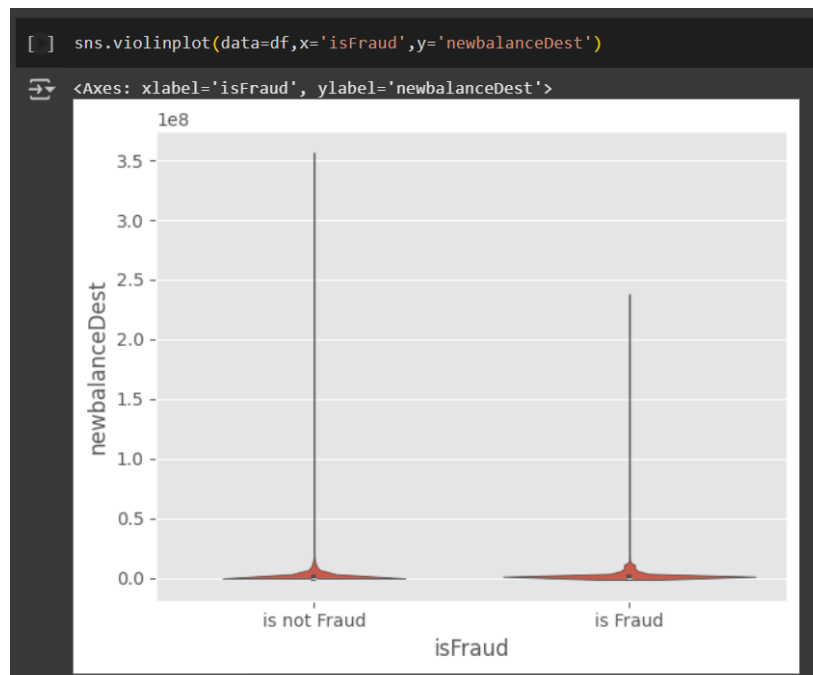 [ ] sns.violinplot(data=df,x='isFraud',y='newbalanceDest')
<Axes: xlabel='isFraud', ylabel='newbalanceDest'>
1e8
3.5
3.0
2.5
2.0
1.5
1.0
0.5
0.0
newbalanceDest
is not Fraud is Fraud
isFraud